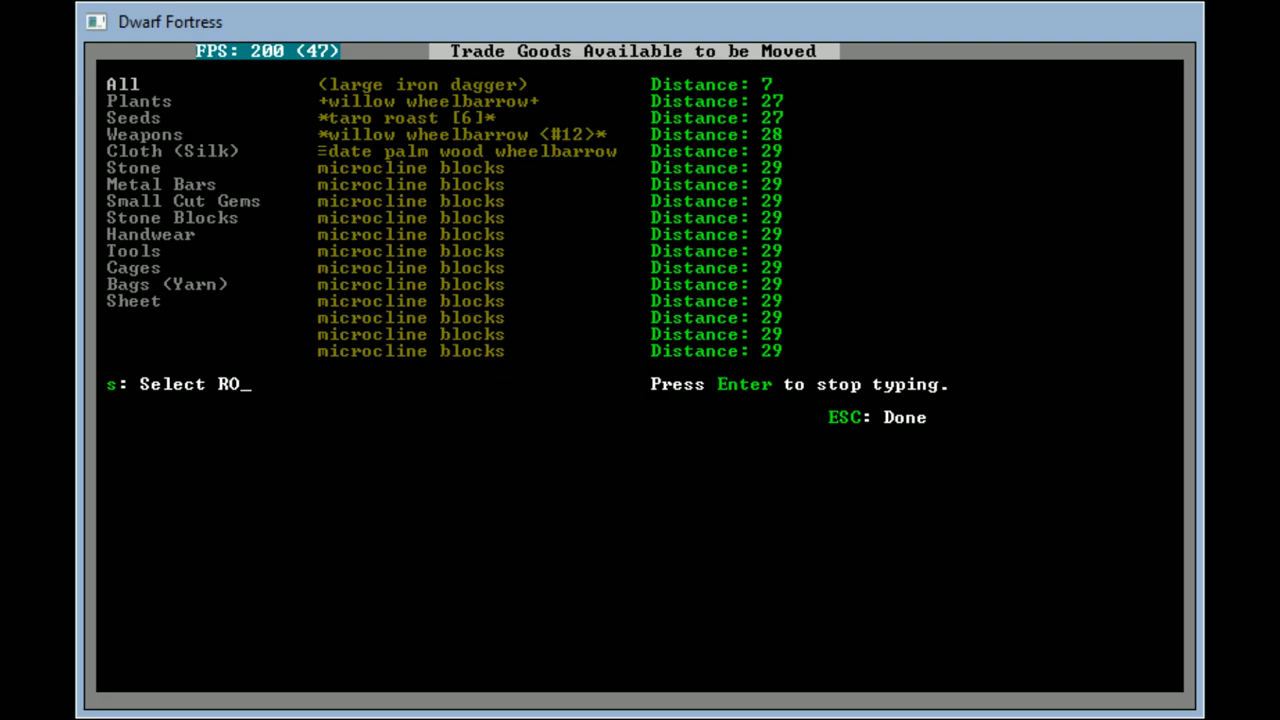 Dwarf Fortress
FPS: 200 (47) Trade Goods Available to be Moved
All (large iron dagger) Distance: 7
Plants +willow wheelbarrow+ Distance: 27
Seeds *taro roast [6]* Distance: 27
Weapons *willow wheelbarrow <#12>* Distance: 28
Cloth (Silk) ≡date palm wood wheelbarrow Distance: 29
Stone microcline blocks Distance: 29
Metal Bars microcline blocks Distance: 29
Small Cut Gems microcline blocks Distance: 29
Stone Blocks microcline blocks Distance: 29
Handwear microcline blocks Distance: 29
Tools microcline blocks Distance: 29
Cages microcline blocks Distance: 29
Bags (Yarn) microcline blocks Distance: 29
Sheet microcline blocks Distance: 29
microcline blocks Distance: 29
microcline blocks Distance: 29
microcline blocks Distance: 29
s: Select RO_ Press Enter to stop typing.
ESC: Done